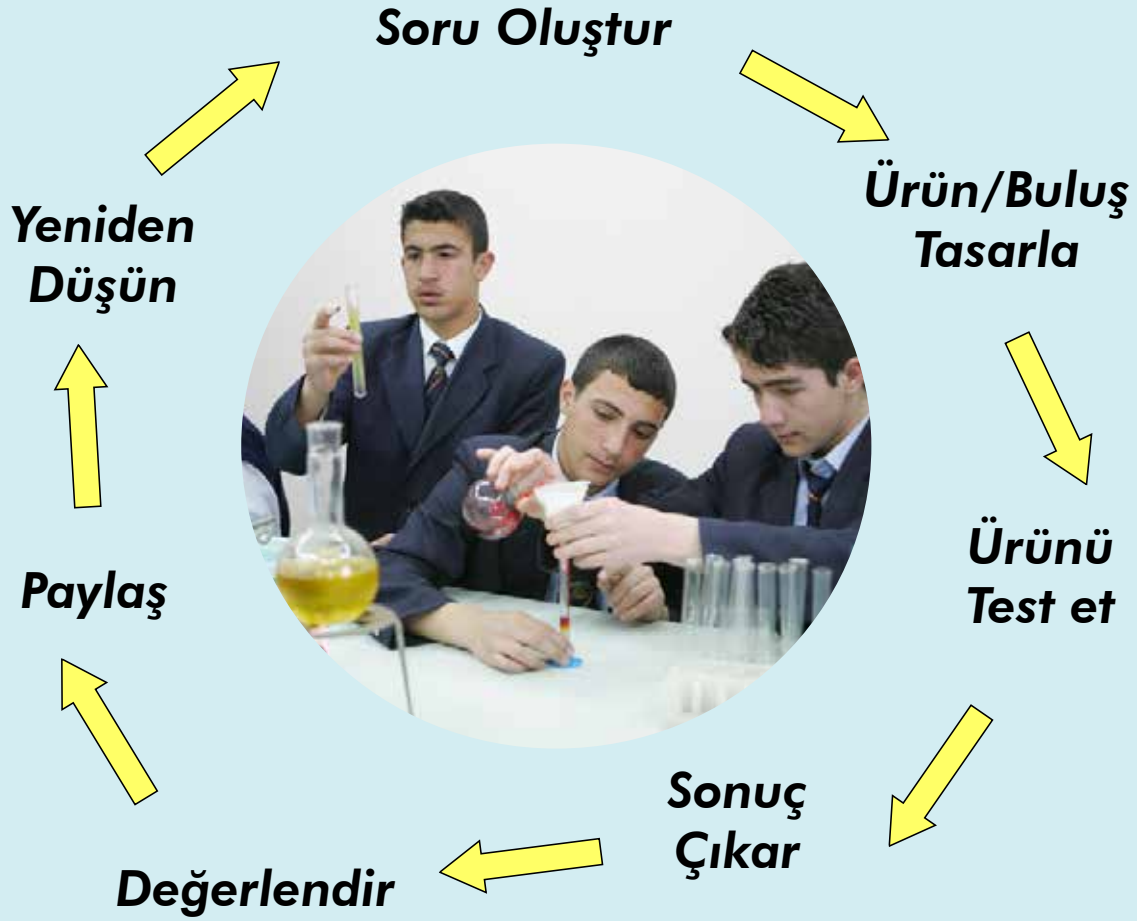 Soru Oluştur
Ürün/Buluş
Tasarla
Ürünü
Test et
Sonuç
Çıkar
Değerlendir
Paylaş
Yeniden
Düşün